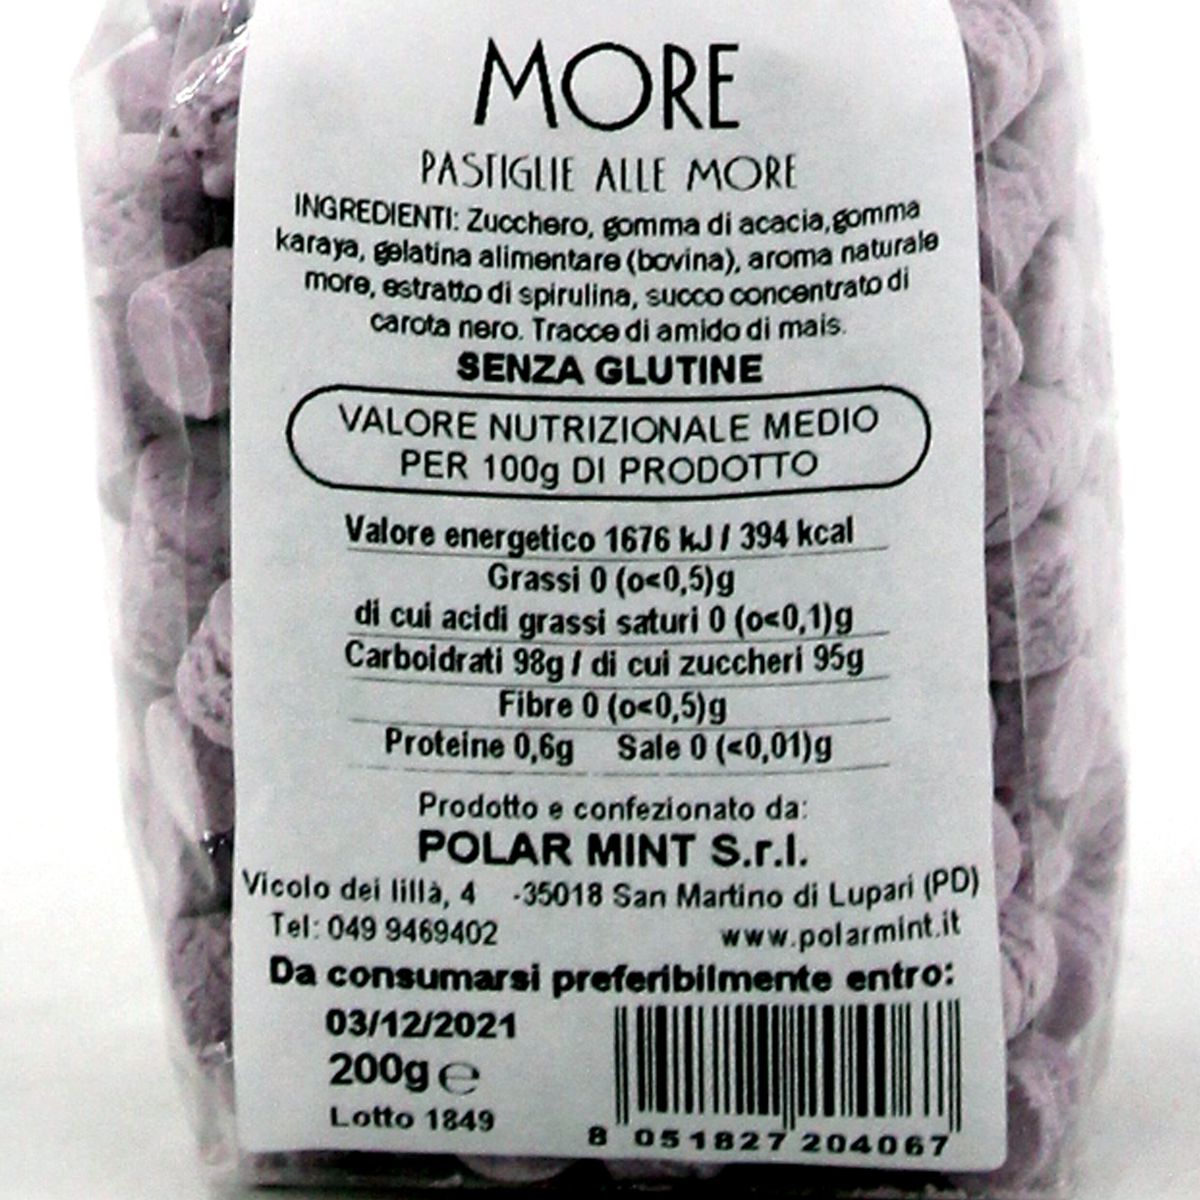 MORE
PASTIGLIE ALLE MORE
INGREDIENTI: Zucchero, gomma di acacia, gomma
karaya, gelatina alimentare (bovina), aroma naturale
more, estratto di spirulina, succo concentrato di
carota nero. Tracce di amido di mais.
SENZA GLUTINE
VALORE NUTRIZIONALE MEDIO
PER 100g DI PRODOTTO
Valore energetico 1676 kJ / 394 kcal
Grassi 0 (o<0,5)g
di cui acidi grassi saturi 0 (o<0,1)g
Carboidrati 98g / di cui zuccheri 95g
Fibre 0 (o<0,5)g
Proteine 0,6g Sale 0 (<0,01)g
Prodotto e confezionato da:
POLAR MINT S.r.l.
Vicolo dei lillà, 4 -35018 San Martino di Lupari (PD)
Tel: 049 9469402 www.polarmint.it
Da consumarsi preferibilmente entro:
03/12/2021
200g ℮
Lotto 1849
8 051827 204067